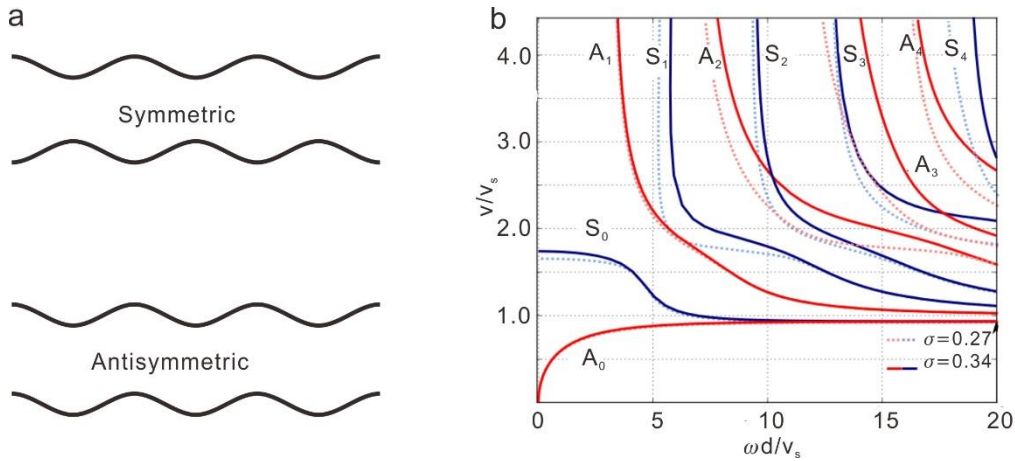 a
Symmetric
Antisymmetric
b
4.0
3.0
2.0
1.0
v/vₛ
A₁
S₁
A₂
S₂
S₃
A₄
S₄
A₃
S₀
A₀
σ=0.27
σ=0.34
0
5
10
15
20
ωd/vₛ